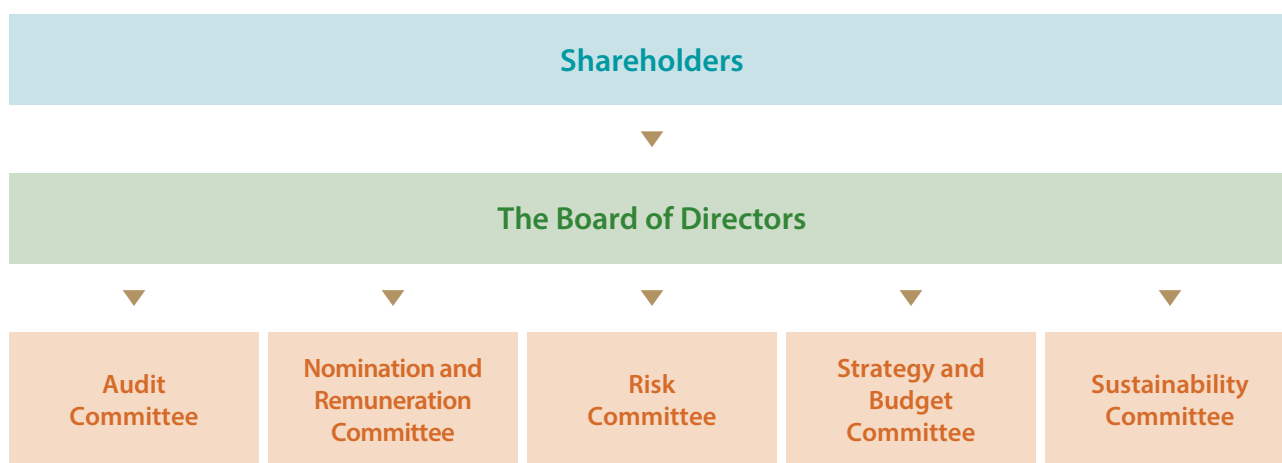 Shareholders
The Board of Directors
Audit
Committee
Nomination and
Remuneration
Committee
Risk
Committee
Strategy and
Budget
Committee
Sustainability
Committee